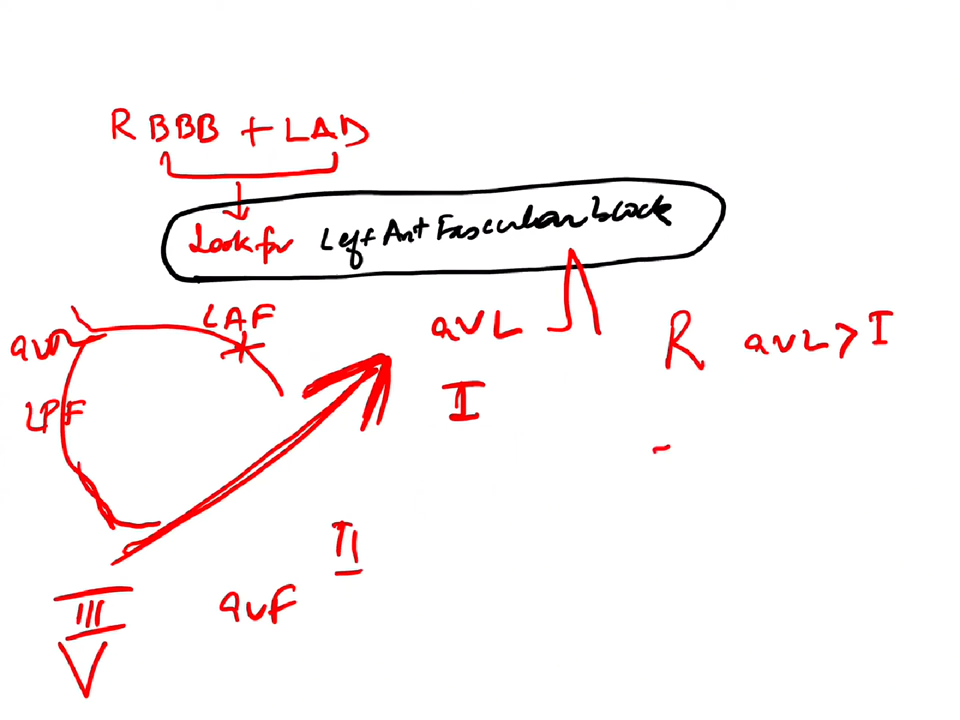 RBBB + LAD
Look for Left Ant Fascicular block
LAF
aVR
aVL
R aVL > I
I
LPF
II
III
aVF